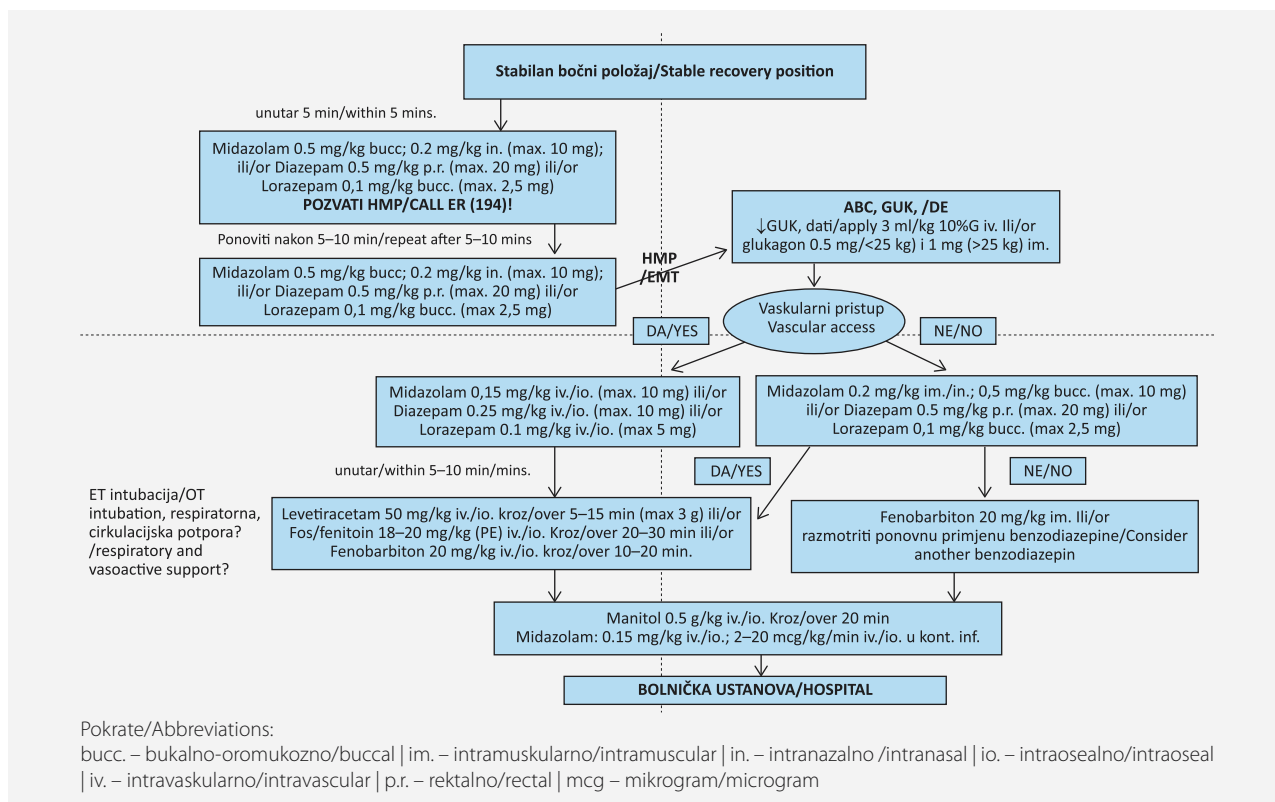 Stabilan bočni položaj/Stable recovery position
unutar 5 min/within 5 mins.
Midazolam 0.5 mg/kg bucc; 0.2 mg/kg in. (max. 10 mg);
ili/or Diazepam 0.5 mg/kg p.r. (max. 20 mg) ili/or
Lorazepam 0,1 mg/kg bucc. (max. 2,5 mg)
POZVATI HMP/CALL ER (194)!
Ponoviti nakon 5–10 min/repeat after 5–10 mins
Midazolam 0.5 mg/kg bucc; 0.2 mg/kg in. (max. 10 mg);
ili/or Diazepam 0.5 mg/kg p.r. (max. 20 mg) ili/or
Lorazepam 0,1 mg/kg bucc. (max 2,5 mg)
HMP
/EMT
ABC, GUK, /DE
↓GUK, dati/apply 3 ml/kg 10%G iv. Ili/or
glukagon 0.5 mg/<25 kg) i 1 mg (>25 kg) im.
Vaskularni pristup
Vascular access
DA/YES
NE/NO
Midazolam 0,15 mg/kg iv./io. (max. 10 mg) ili/or
Diazepam 0.25 mg/kg iv./io. (max. 10 mg) ili/or
Lorazepam 0.1 mg/kg iv./io. (max 5 mg)
Midazolam 0.2 mg/kg im./in.; 0,5 mg/kg bucc. (max. 10 mg)
ili/or Diazepam 0.5 mg/kg p.r. (max. 20 mg) ili/or
Lorazepam 0,1 mg/kg bucc. (max 2,5 mg)
unutar/within 5–10 min/mins.
DA/YES
NE/NO
ET intubacija/OT
intubation, respiratorna,
cirkulacijska potpora?
/respiratory and
vasoactive support?
Levetiracetam 50 mg/kg iv./io. kroz/over 5–15 min (max 3 g) ili/or
Fos/fenitoin 18–20 mg/kg (PE) iv./io. Kroz/over 20–30 min ili/or
Fenobarbiton 20 mg/kg iv./io. kroz/over 10–20 min.
Fenobarbiton 20 mg/kg im. Ili/or
razmotriti ponovnu primjenu benzodiazepine/Consider
another benzodiazepin
Manitol 0.5 g/kg iv./io. Kroz/over 20 min
Midazolam: 0.15 mg/kg iv./io.; 2–20 mcg/kg/min iv./io. u kont. inf.
BOLNIČKA USTANOVA/HOSPITAL
Pokrate/Abbreviations:
bucc. – bukalno-oromukozno/buccal | im. – intramuskularno/intramuscular | in. – intranazalno /intranasal | io. – intraosealno/intraoseal
| iv. – intravaskularno/intravascular | p.r. – rektalno/rectal | mcg – mikrogram/microgram